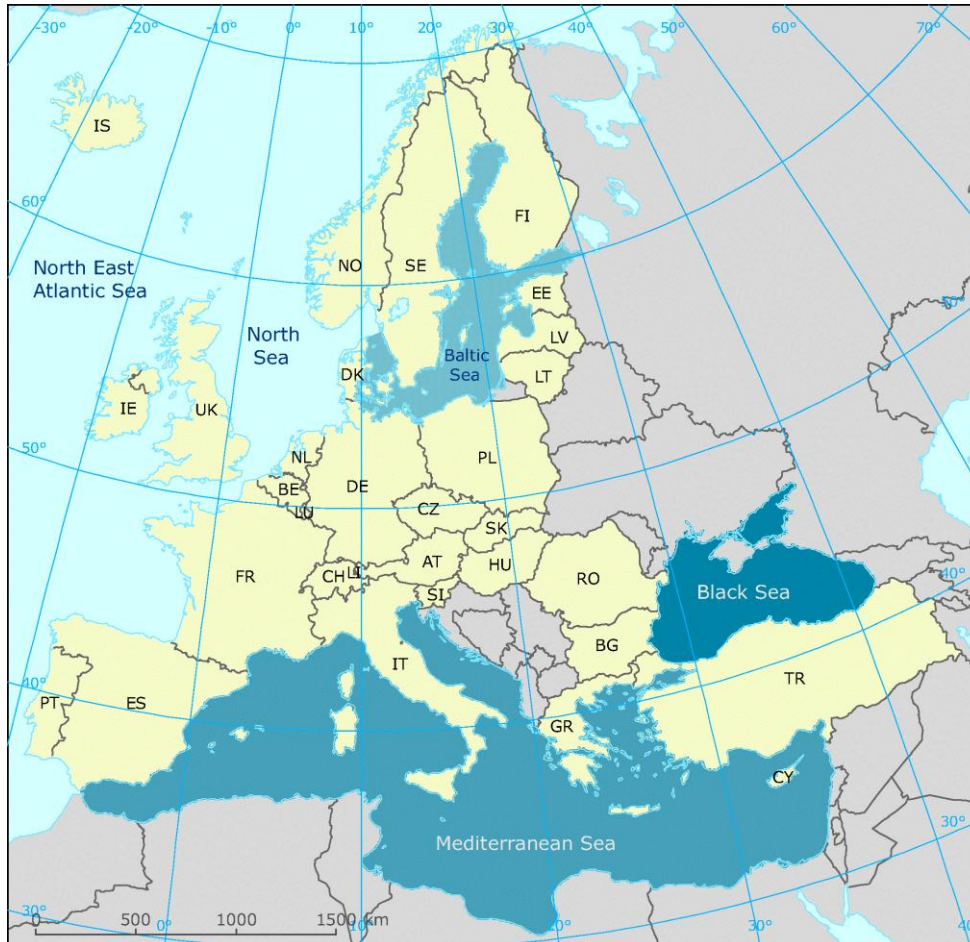 -30°
-20°
-10°
0°
10°
20°
30°
40°
50°
60°
70°
IS
60°
FI
NO
SE
North East
Atlantic Sea
EE
50°
North
Sea
LV
Baltic
Sea
DK
LT
IE
UK
50°
NL
PL
DE
BE
CZ
LU
SK
AT
HU
FR
CH
LI
RO
40°
Black Sea
SI
BG
IT
TR
40°
PT
ES
GR
CY
30°
Mediterranean Sea
30°
0
500
1000
1500 km
0°
10°
20°
30°
40